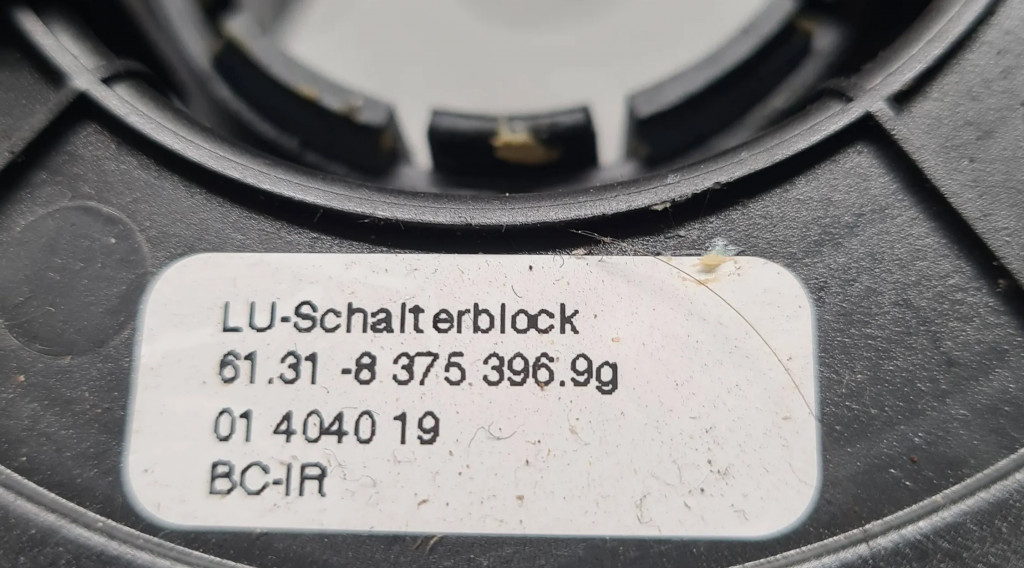 LU-Schalterblock
61.31 -8 375 396.9g
01 4040 19
BC-IR